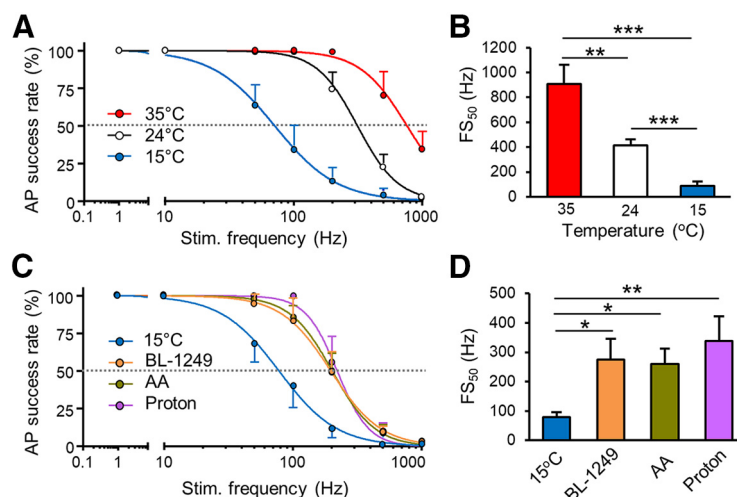 A
AP success rate (%)
100
75
50
25
0
35°C
24°C
15°C
0.1 1 10 100 1000
Stim. frequency (Hz)
B
FS50 (Hz)
1200
1000
800
600
400
200
0
***
**
***
35 24 15
Temperature (°C)
C
AP success rate (%)
100
75
50
25
0
15°C
BL-1249
AA
Proton
0.1 1 10 100 1000
Stim. frequency (Hz)
D
FS50 (Hz)
500
400
300
200
100
0
**
*
*
15°C BL-1249 AA Proton